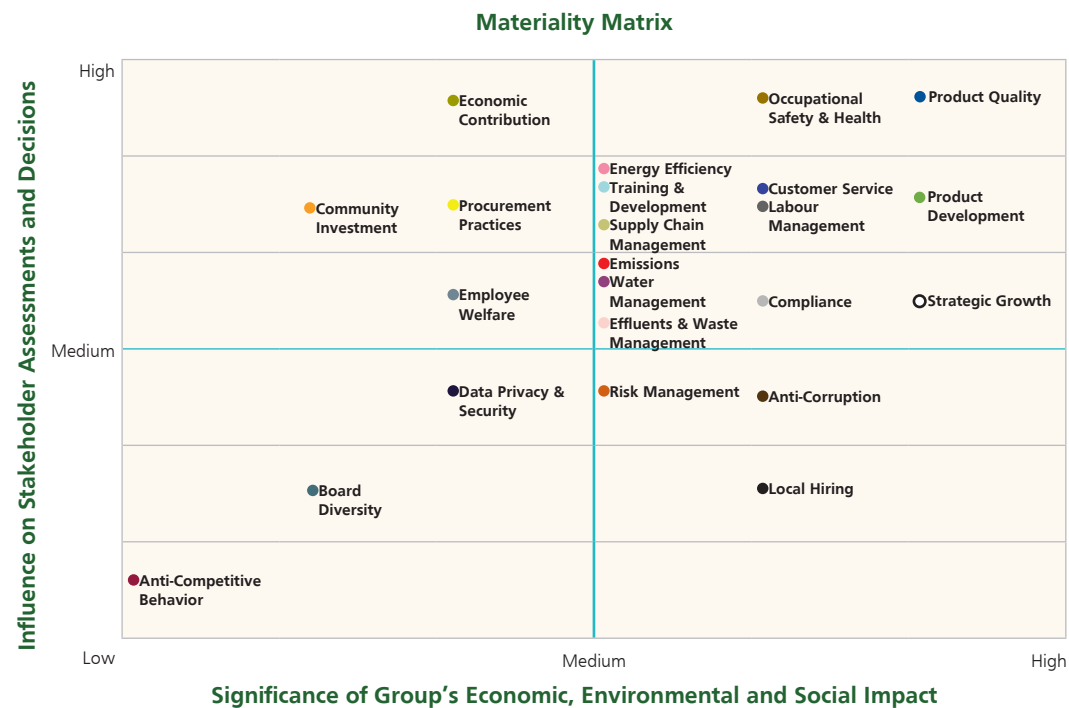 Materiality Matrix
Influence on Stakeholder Assessments and Decisions
High
Economic
Contribution
Occupational
Safety & Health
Product Quality
Community
Investment
Procurement
Practices
Energy Efficiency
Training &
Development
Supply Chain
Management
Customer Service
Labour
Management
Product
Development
Employee
Welfare
Emissions
Water
Management
Effluents & Waste
Management
Compliance
Strategic Growth
Medium
Data Privacy &
Security
Risk Management
Anti-Corruption
Board
Diversity
Local Hiring
Anti-Competitive
Behavior
Low
Medium
High
Significance of Group’s Economic, Environmental and Social Impact